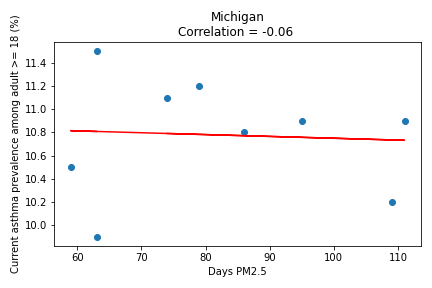 Michigan
Correlation = -0.06
Current asthma prevalence among adult >= 18 (%)
11.4
11.2
11.0
10.8
10.6
10.4
10.2
10.0
60 70 80 90 100 110
Days PM2.5